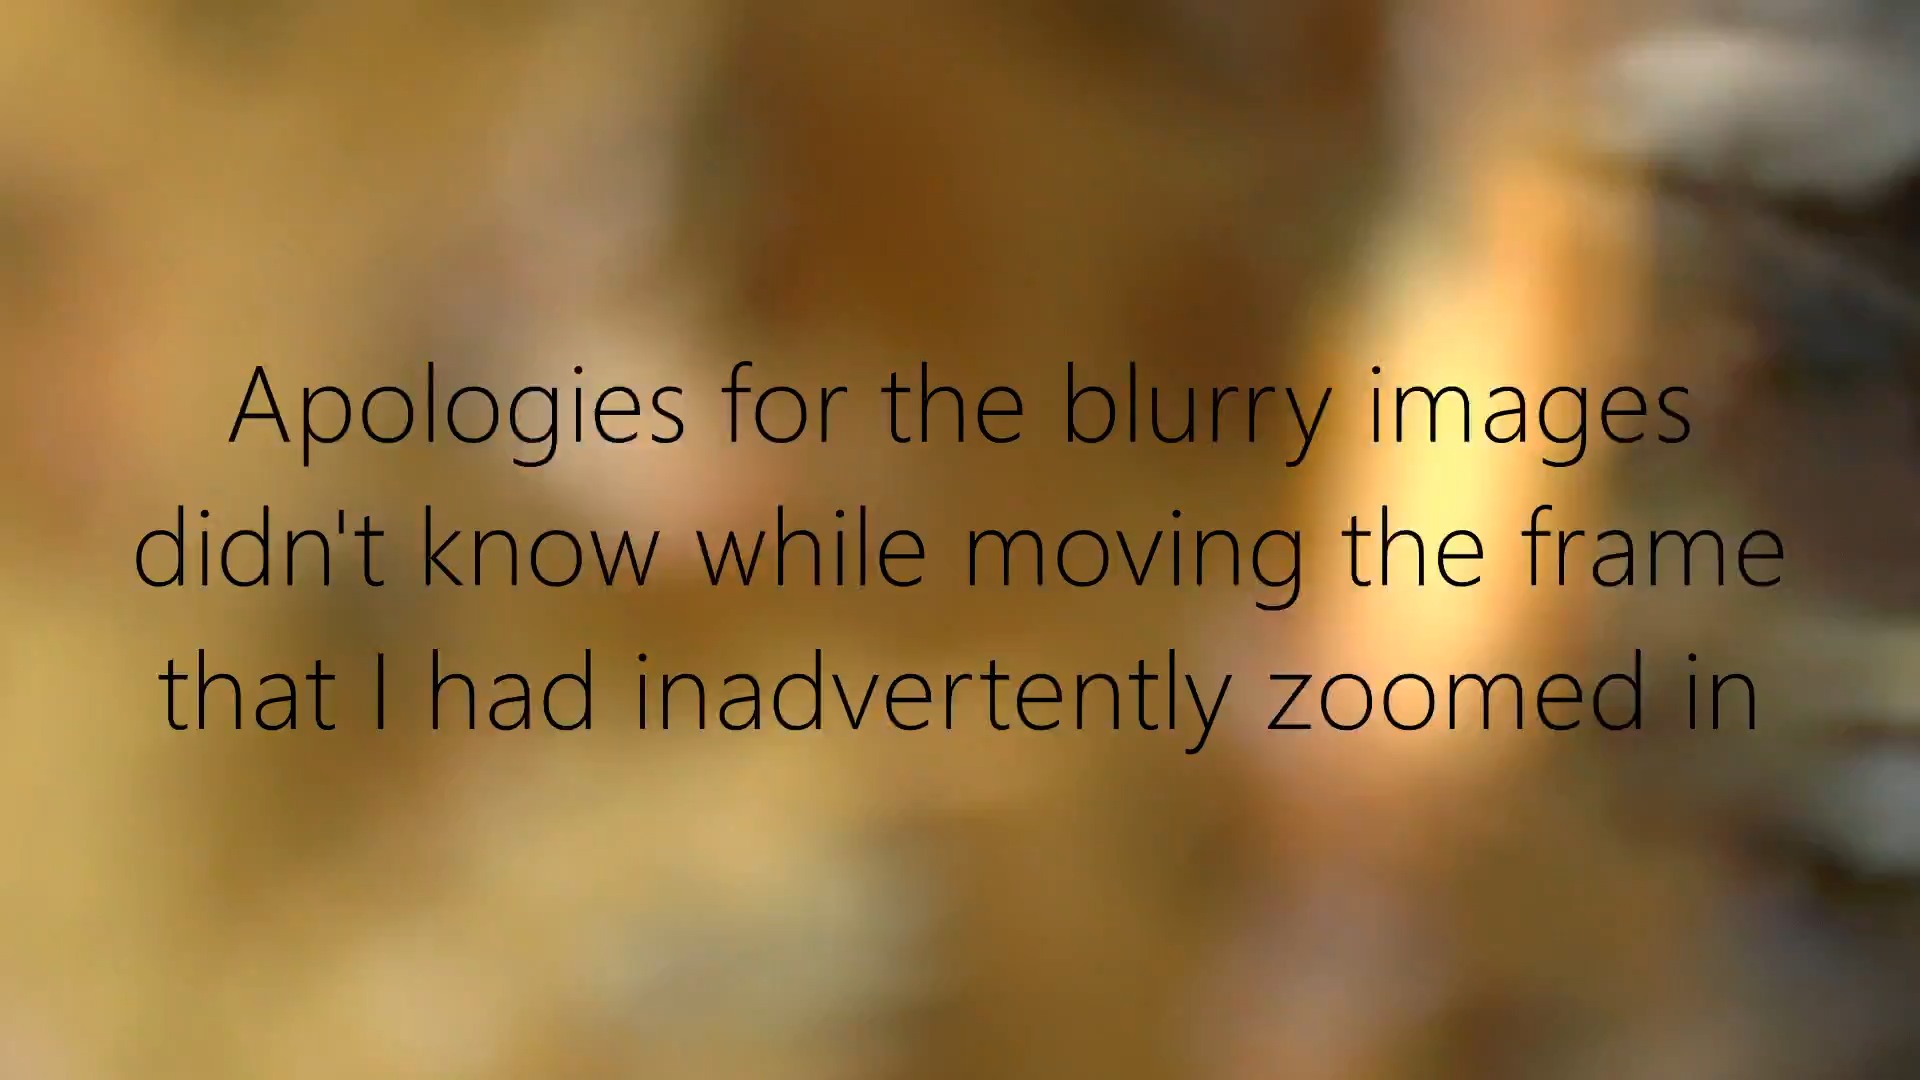 Apologies for the blurry images
didn't know while moving the frame
that I had inadvertently zoomed in